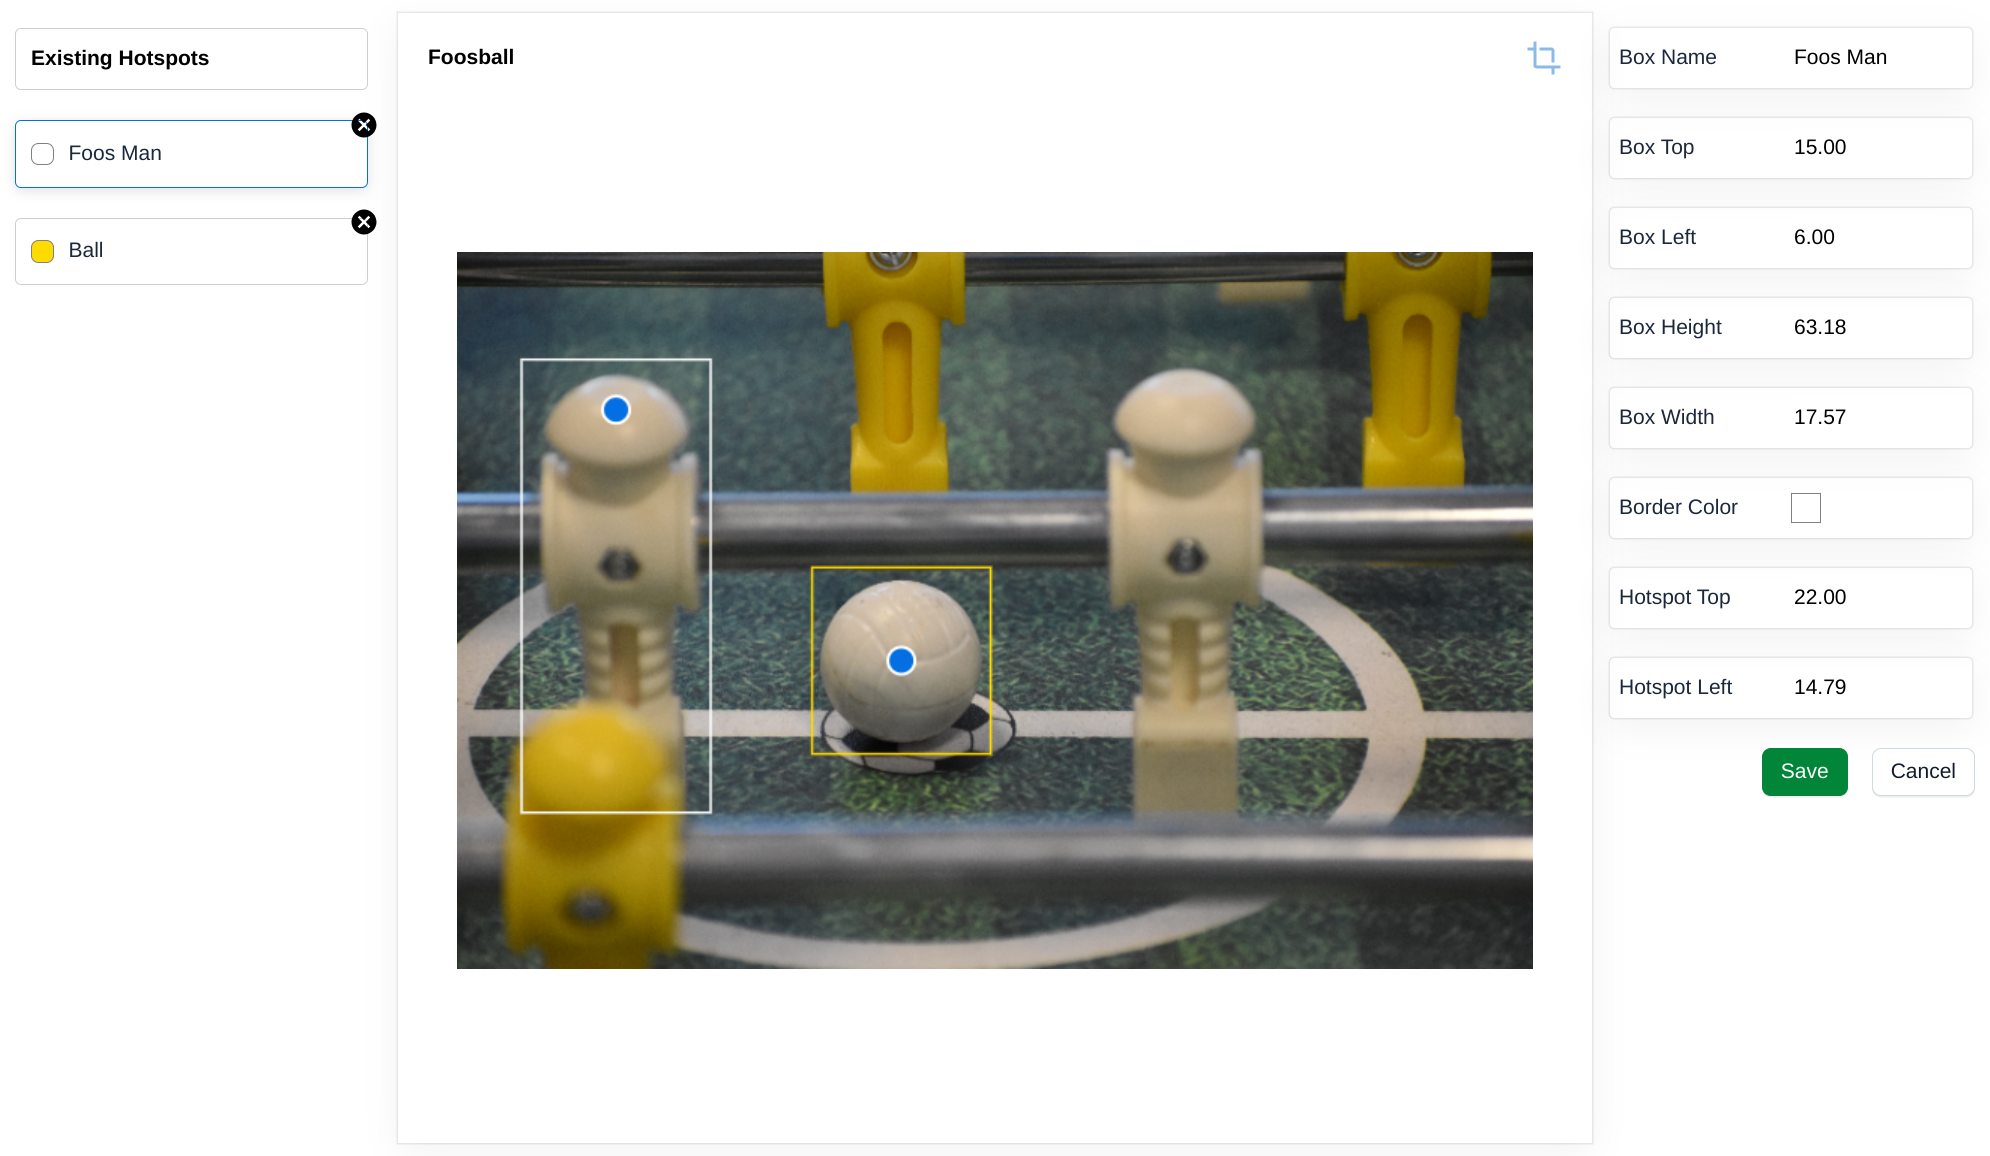 Existing Hotspots
Foos Man
Ball
Foosball
Box Name Foos Man
Box Top 15.00
Box Left 6.00
Box Height 63.18
Box Width 17.57
Border Color
Hotspot Top 22.00
Hotspot Left 14.79
Save Cancel